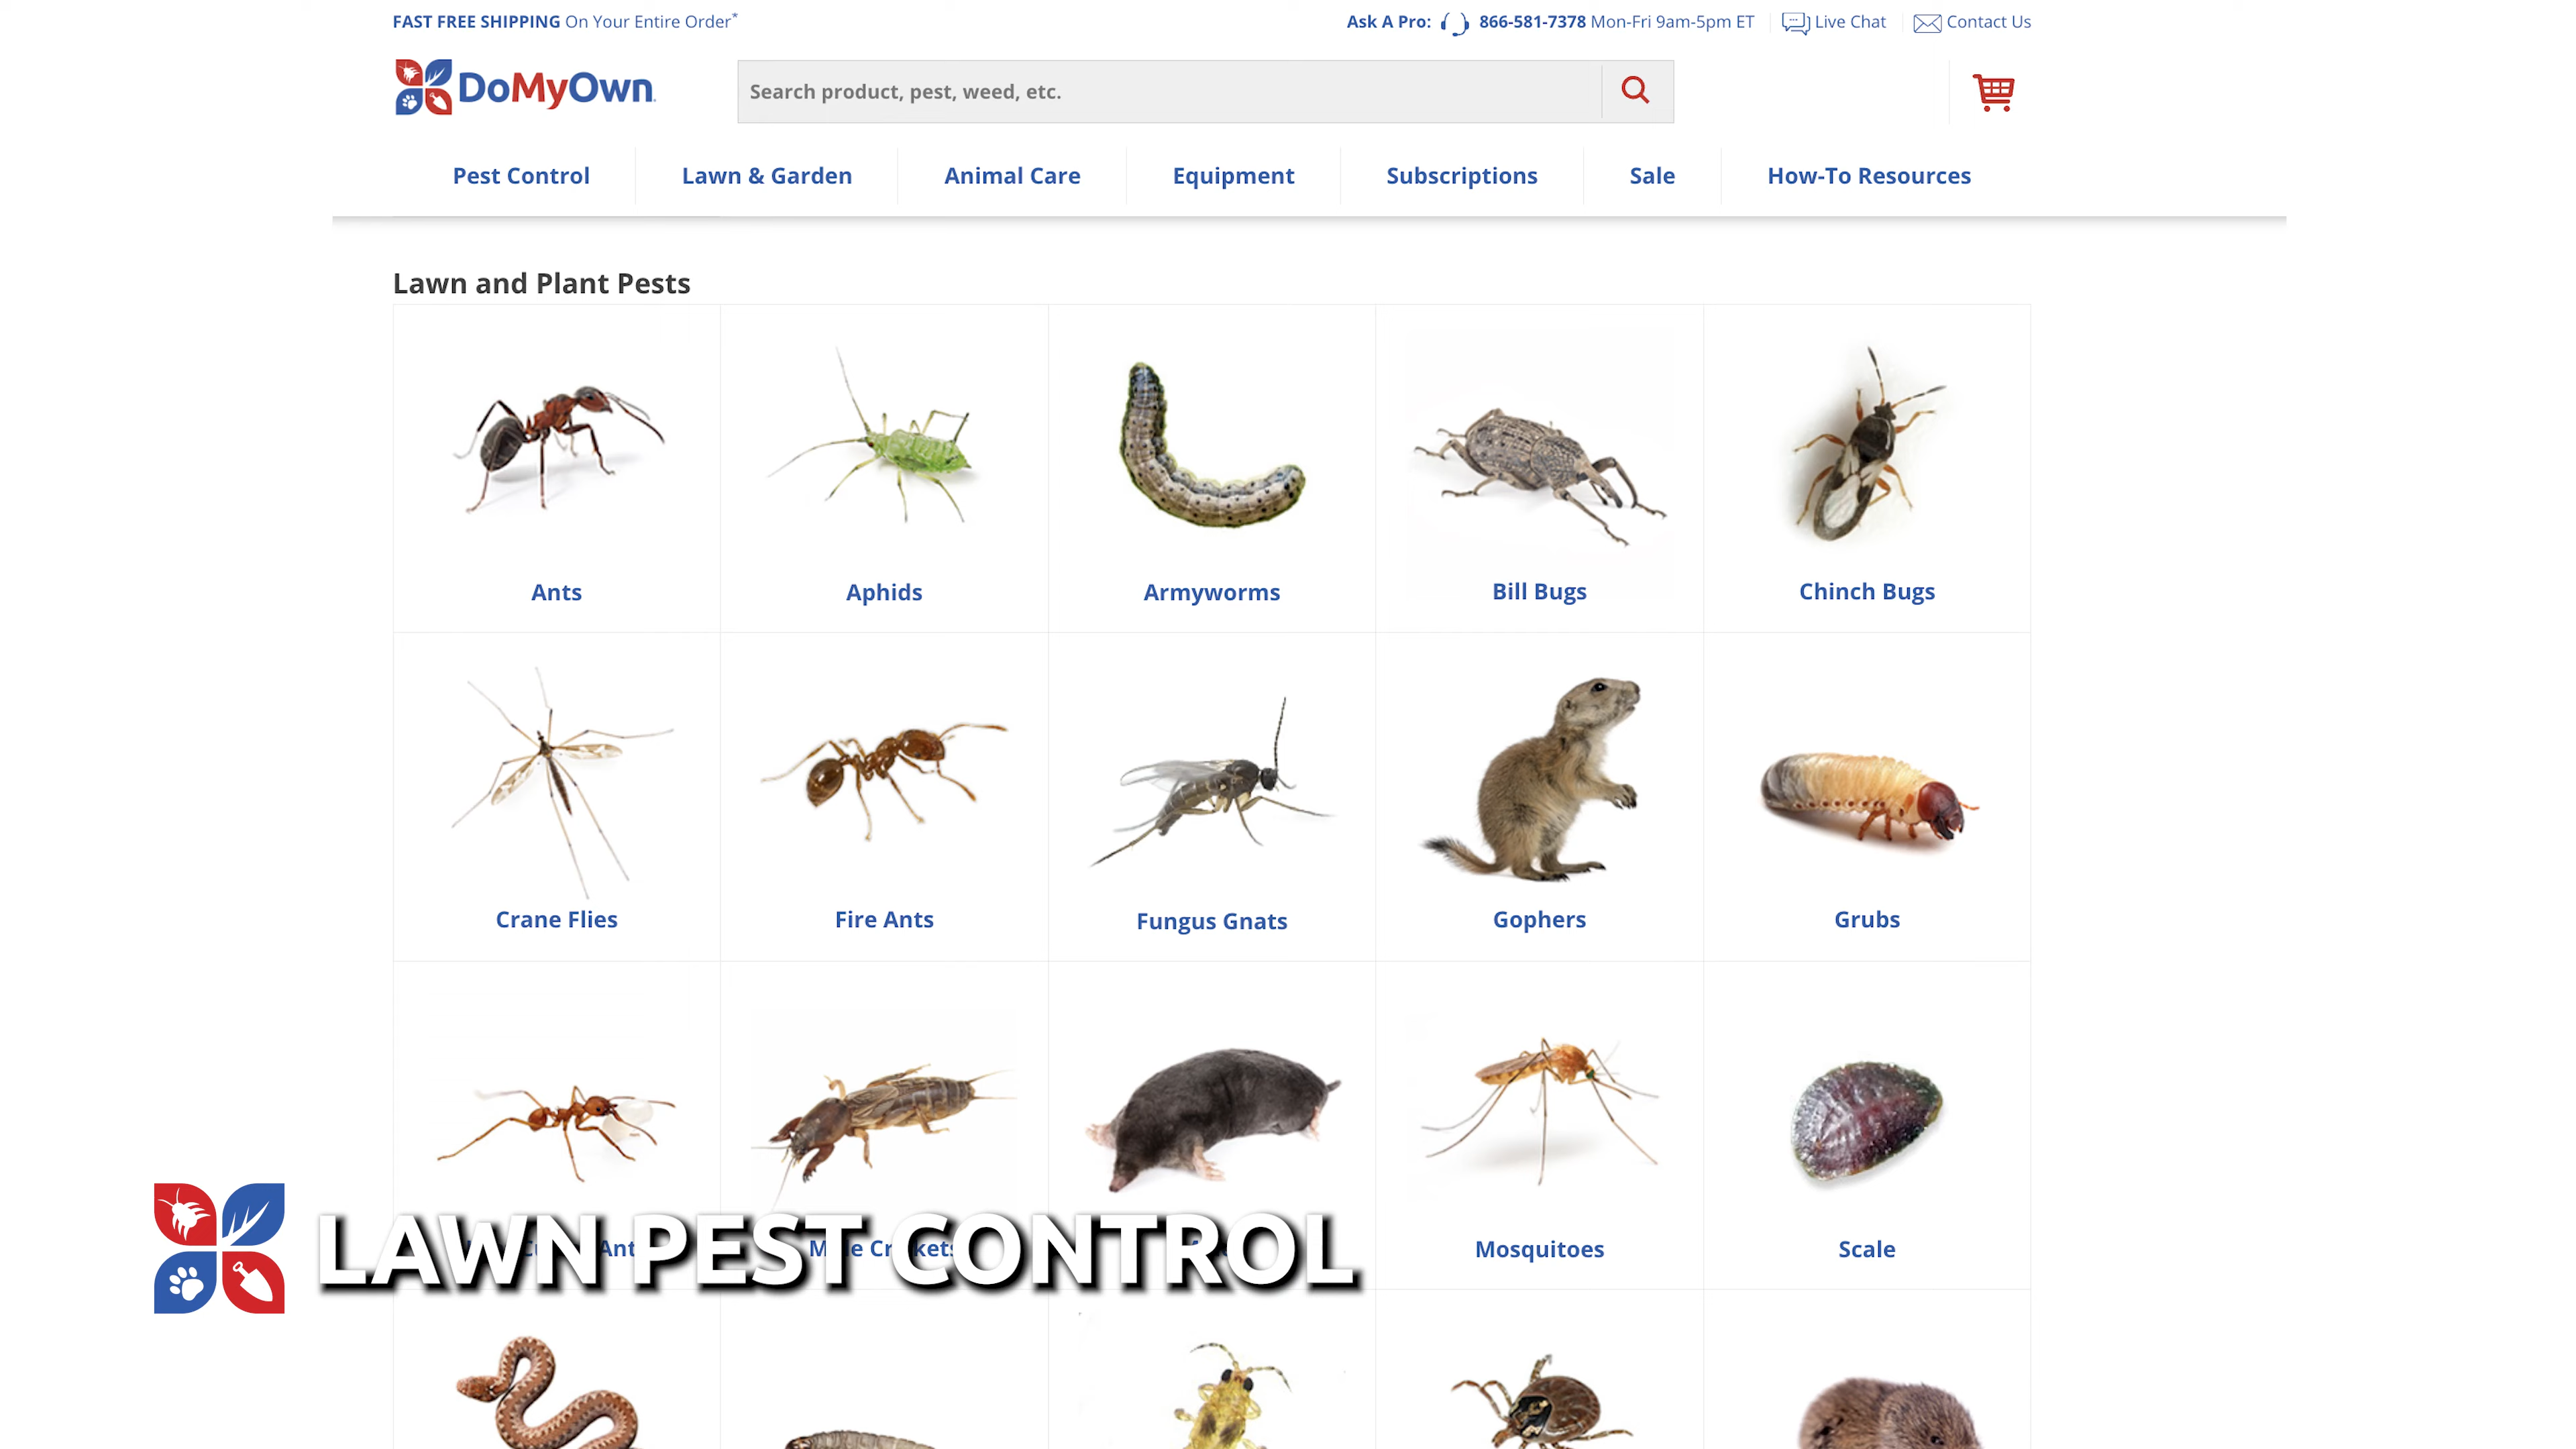 FAST FREE SHIPPING On Your Entire Order*
Ask A Pro: 866-581-7378 Mon-Fri 9am-5pm ET
Live Chat
Contact Us
DoMyOwn.
Search product, pest, weed, etc.
Pest Control
Lawn & Garden
Animal Care
Equipment
Subscriptions
Sale
How-To Resources
Lawn and Plant Pests
Ants
Aphids
Armyworms
Bill Bugs
Chinch Bugs
Crane Flies
Fire Ants
Fungus Gnats
Gophers
Grubs
Mosquitoes
Scale
LAWN PEST CONTROL